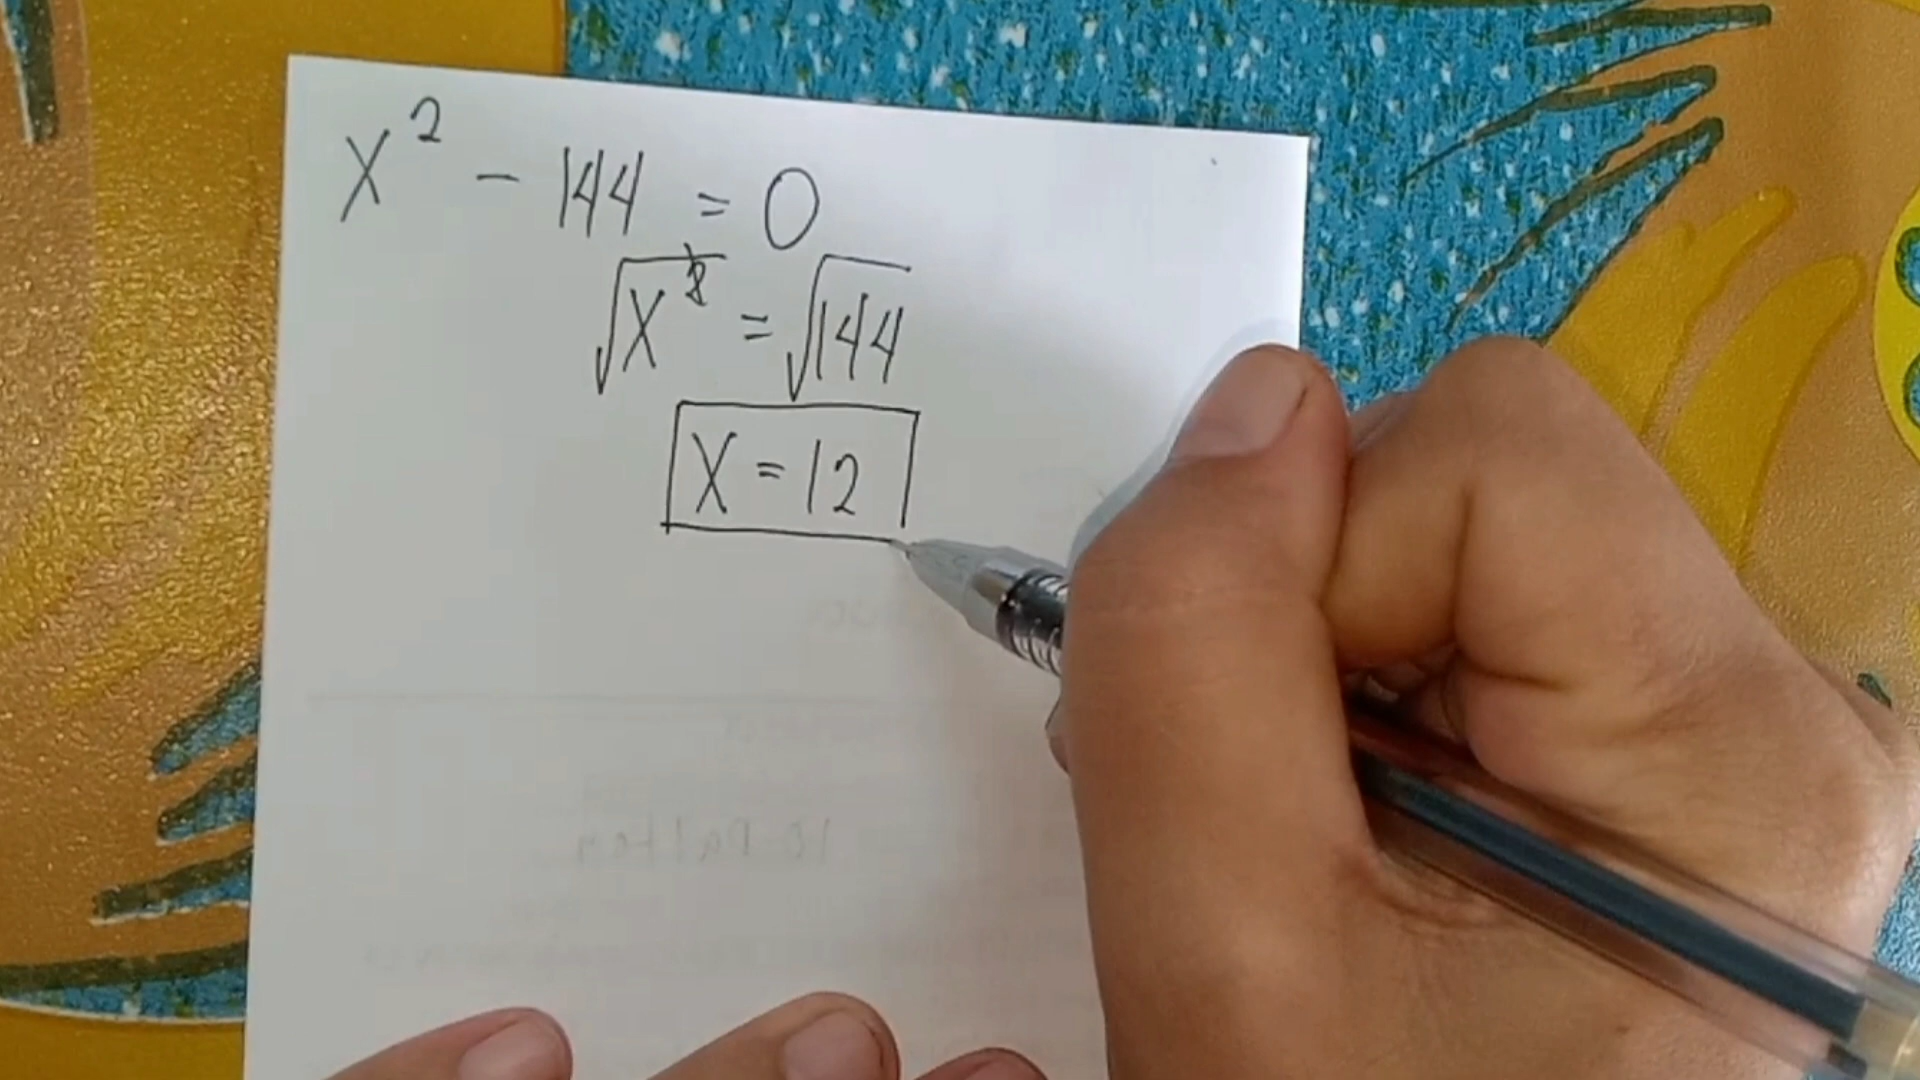 x² - 144 = 0
√x² = √144
x = 12